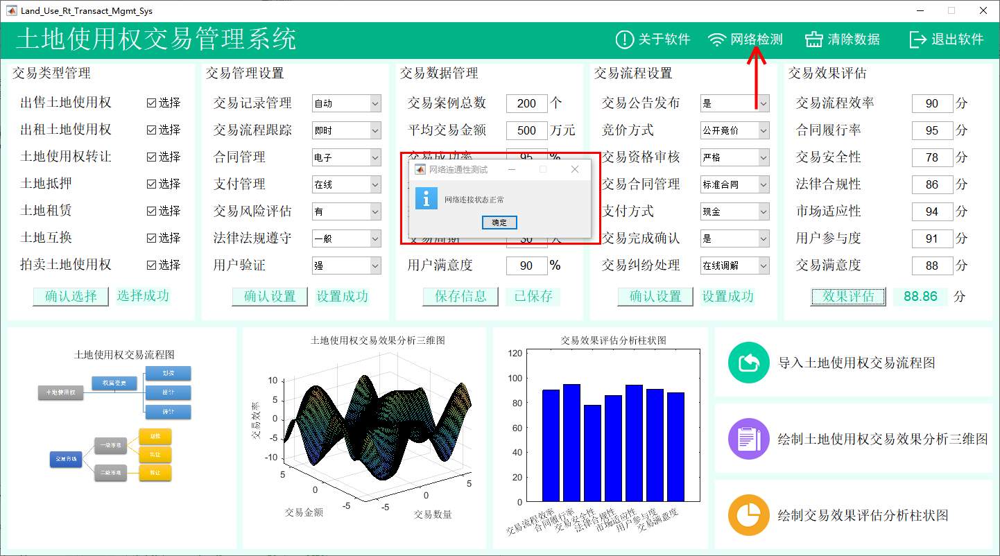 Land_Use_Rt_Transact_Mgmt_Sys
土地使用权交易管理系统
关于软件 网络检测 清除数据 退出软件
交易类型管理
出售土地使用权 选择
出租土地使用权 选择
土地使用权转让 选择
土地抵押 选择
土地租赁 选择
土地互换 选择
拍卖土地使用权 选择
确认选择 选择成功
交易管理设置
交易记录管理 自动
交易流程跟踪 即时
合同管理 电子
支付管理 在线
交易风险评估 有
法律法规遵守 一般
用户验证 强
确认设置 设置成功
交易数据管理
交易案例总数 200 个
平均交易金额 500 万元
交易成功率 95 %
网络连通性测试
网络连接状态正常
确定
交易周期 30 天
用户满意度 90 %
保存信息 已保存
交易流程设置
交易公告发布 是
竞价方式 公开竞价
交易资格审核 严格
交易合同管理 标准合同
支付方式 现金
交易完成确认 是
交易纠纷处理 在线调解
确认设置 设置成功
交易效果评估
交易流程效率 90 分
合同履行率 95 分
交易安全性 78 分
法律合规性 86 分
市场适应性 94 分
用户参与度 91 分
交易满意度 88 分
效果评估 88.86 分
土地使用权交易流程图
土地使用权
权属变更
划拨
出让
转让
交易市场
一级市场
二级市场
划拨
出让
转让
土地使用权交易效果分析三维图
交易效率
10
5
0
-5
-10
5
0
-5
-5
0
5
交易金额
交易数量
交易效果评估分析柱状图
120
100
80
60
40
20
0
交易流程效率
合同履行率
交易安全性
法律合规性
市场适应性
用户参与度
交易满意度
导入土地使用权交易流程图
绘制土地使用权交易效果分析三维图
绘制交易效果评估分析柱状图